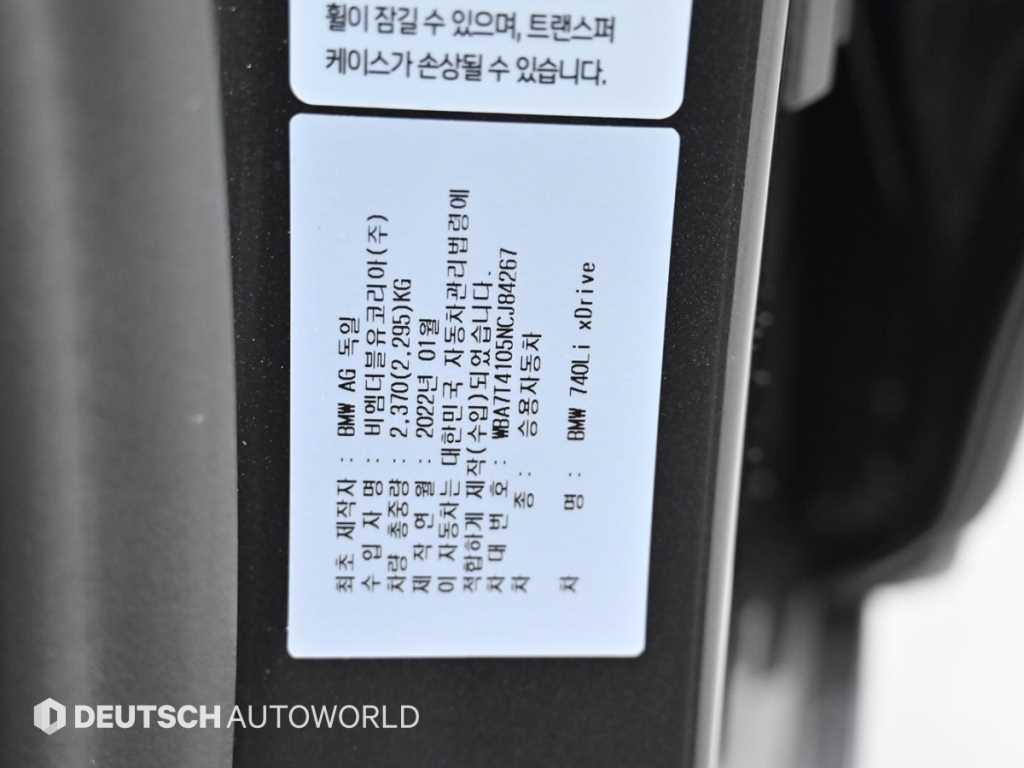 휠이 잠길 수 있으며, 트랜스퍼
케이스가 손상될 수 있습니다.
최초 제작자 : BMW AG 독일
수 입 자 명 : 비엠더블유코리아(주)
차량 총중량 : 2,370(2,295)KG
제 작 연 월 : 2022년 01월
이 자동차는 대한민국 자동차관리법령에
적합하게 제작(수입)되었습니다.
차 대 번 호 : WBA7T4105NCJ84267
차 종 : 승용자동차
차 명 : BMW 740Li xDrive
DEUTSCH AUTOWORLD